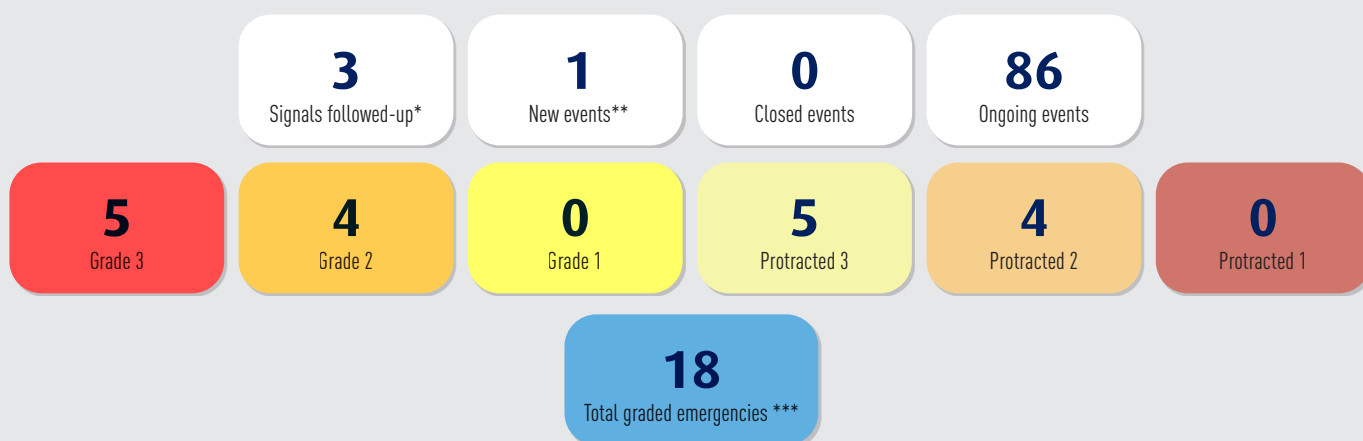 3
Signals followed-up*
1
New events**
0
Closed events
86
Ongoing events
5
Grade 3
4
Grade 2
0
Grade 1
5
Protracted 3
4
Protracted 2
0
Protracted 1
18
Total graded emergencies ***